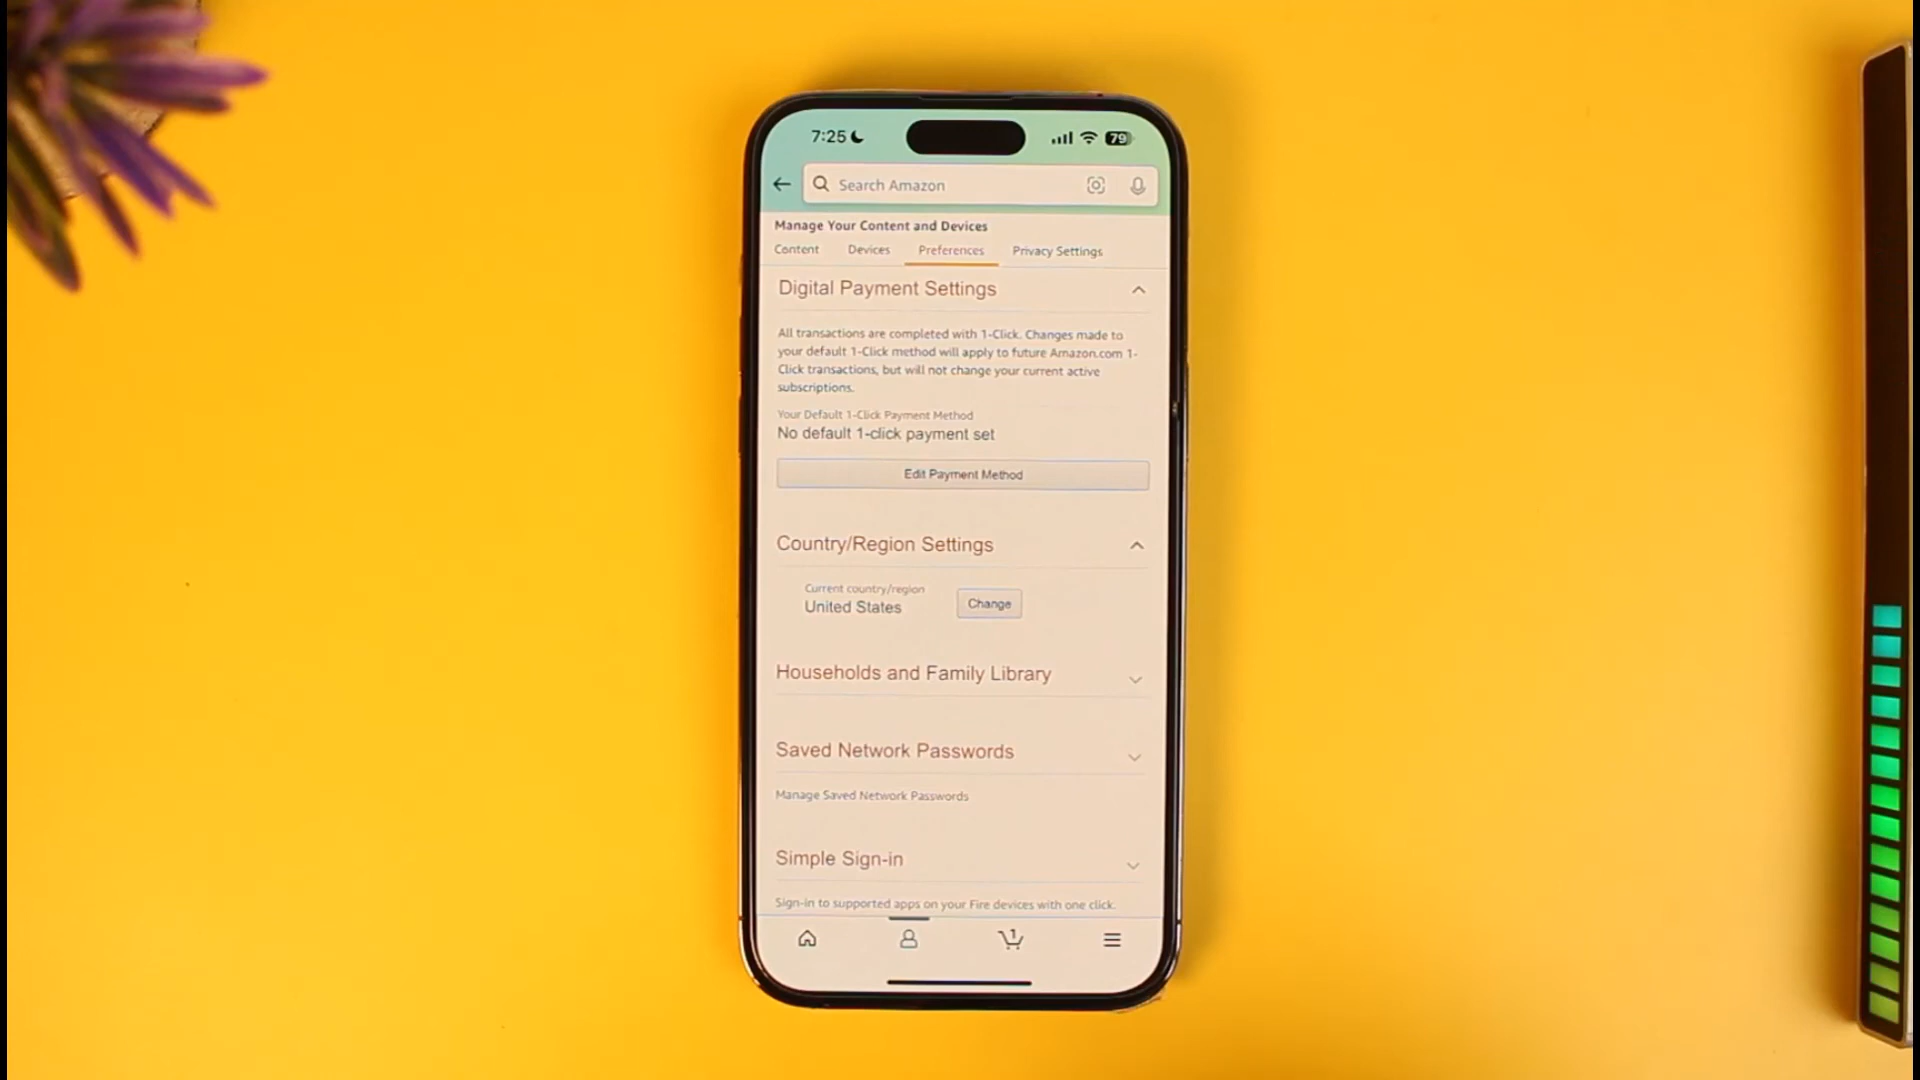 7:25
79
Search Amazon
Manage Your Content and Devices
Content Devices Preferences Privacy Settings
Digital Payment Settings
All transactions are completed with 1-Click. Changes made to
your default 1-Click method will apply to future Amazon.com 1-
Click transactions, but will not change your current active
subscriptions.
Your Default 1-Click Payment Method
No default 1-click payment set
Edit Payment Method
Country/Region Settings
Current country/region
United States
Change
Households and Family Library
Saved Network Passwords
Manage Saved Network Passwords
Simple Sign-in
Sign-in to supported apps on your Fire devices with one click.
1